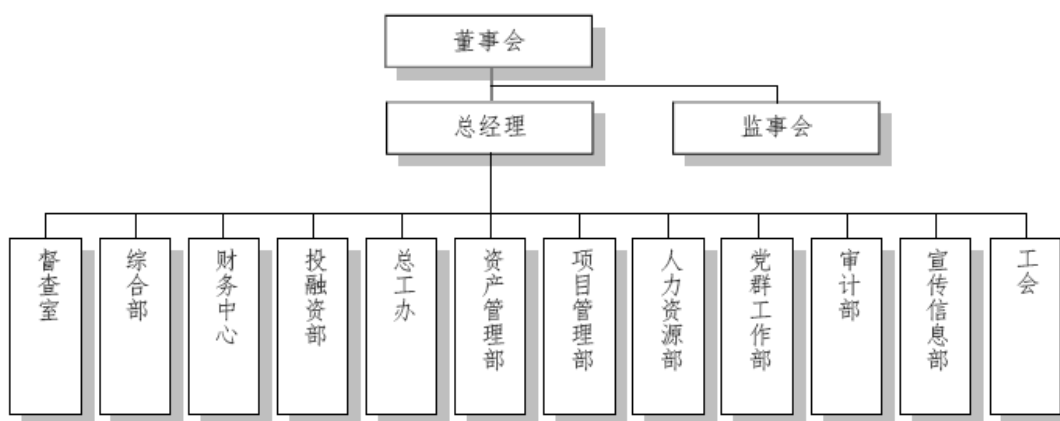 董事会
总经理
监事会
督查室
综合部
财务中心
投融资部
总工办
资产管理部
项目管理部
人力资源部
党群工作部
审计部
宣传信息部
工会